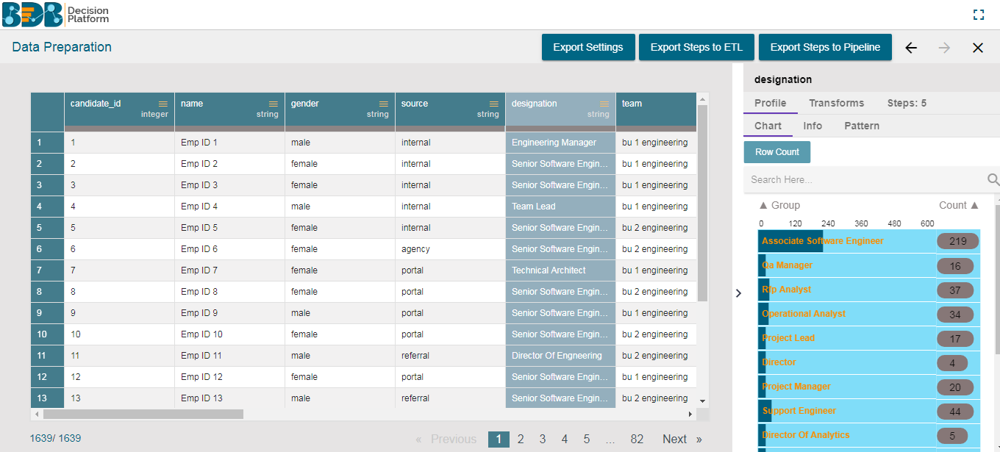 BDB Decision Platform
Data Preparation
Export Settings Export Steps to ETL Export Steps to Pipeline
candidate_id integer name string gender string source string designation string team
1 1 Emp ID 1 male internal Engineering Manager bu 1 engineering
2 2 Emp ID 2 female internal Senior Software Engin... bu 1 engineering
3 3 Emp ID 3 female internal Senior Software Engin... bu 1 engineering
4 4 Emp ID 4 male internal Team Lead bu 1 engineering
5 5 Emp ID 5 female internal Senior Software Engin... bu 2 engineering
6 6 Emp ID 6 female agency Senior Software Engin... bu 2 engineering
7 7 Emp ID 7 female portal Technical Architect bu 1 engineering
8 8 Emp ID 8 female portal Senior Software Engin... bu 2 engineering
9 9 Emp ID 9 male portal Senior Software Engin... bu 1 engineering
10 10 Emp ID 10 female portal Senior Software Engin... bu 2 engineering
11 11 Emp ID 11 male referral Director Of Engneering bu 2 engineering
12 12 Emp ID 12 female portal Senior Software Engin... bu 1 engineering
13 13 Emp ID 13 male referral Senior Software Engin... bu 2 engineering
1639/ 1639
« Previous 1 2 3 4 5 ... 82 Next »
designation
Profile Transforms Steps: 5
Chart Info Pattern
Row Count
Search Here...
▲ Group Count ▲
0 120 240 360 480 600
Associate Software Engineer 219
Qa Manager 16
Rfp Analyst 37
Operational Analyst 34
Project Lead 17
Director 4
Project Manager 20
Support Engineer 44
Director Of Analytics 5